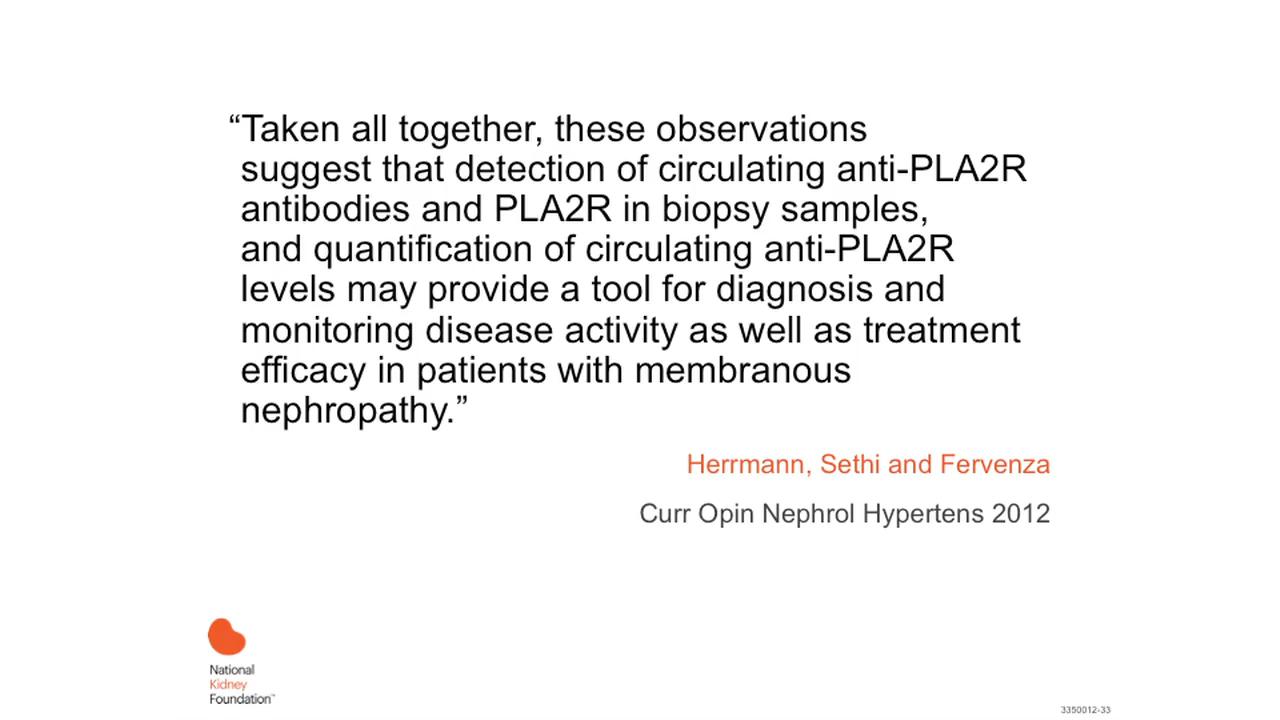 “Taken all together, these observations
suggest that detection of circulating anti-PLA2R
antibodies and PLA2R in biopsy samples,
and quantification of circulating anti-PLA2R
levels may provide a tool for diagnosis and
monitoring disease activity as well as treatment
efficacy in patients with membranous
nephropathy.”
Herrmann, Sethi and Fervenza
Curr Opin Nephrol Hypertens 2012
National
Kidney
Foundation™
3350012-33